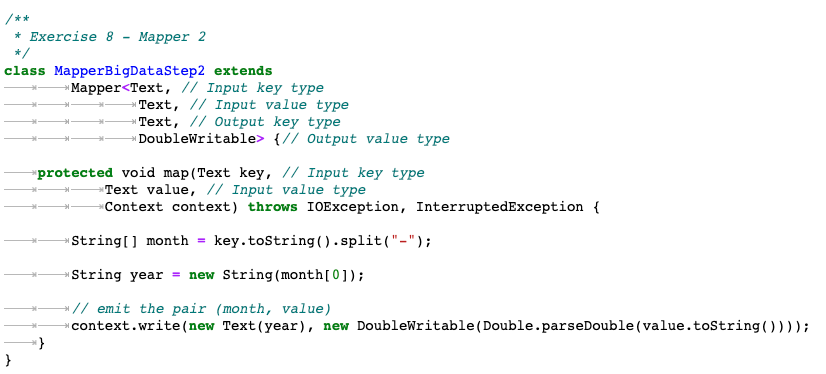 /**
 * Exercise 8 - Mapper 2
 */
class MapperBigDataStep2 extends
		Mapper<Text, // Input key type
				Text, // Input value type
				Text, // Output key type
				DoubleWritable> {// Output value type

	protected void map(Text key, // Input key type
			Text value, // Input value type
			Context context) throws IOException, InterruptedException {

		String[] month = key.toString().split("-");

		String year = new String(month[0]);

		// emit the pair (month, value)
		context.write(new Text(year), new DoubleWritable(Double.parseDouble(value.toString())));
	}
}